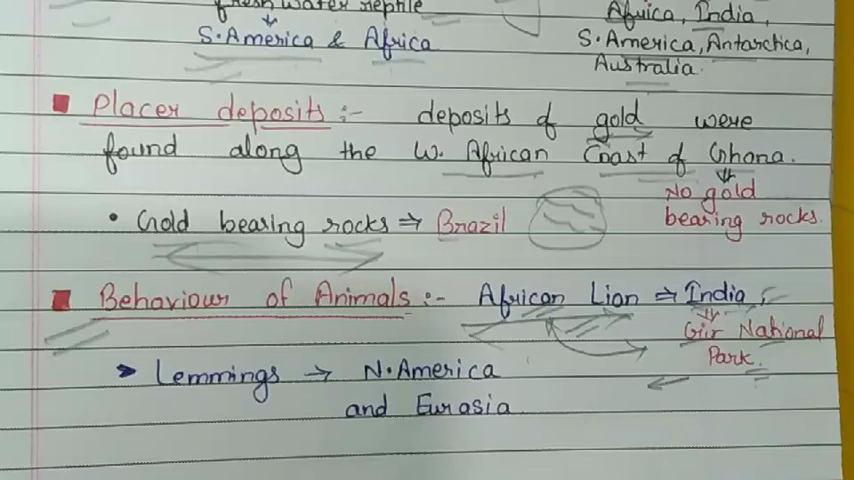 freshwater reptile
S. America & Africa
Africa, India,
S. America, Antarctica,
Australia.
Placer deposits :- deposits of gold were
found along the W. African Coast of Ghana.
No gold
bearing rocks.
• Gold bearing rocks ⇒ Brazil
Behaviour of Animals :- African Lion ⇒ India,
Gir National
Park.
➤ Lemmings → N. America
and Eurasia